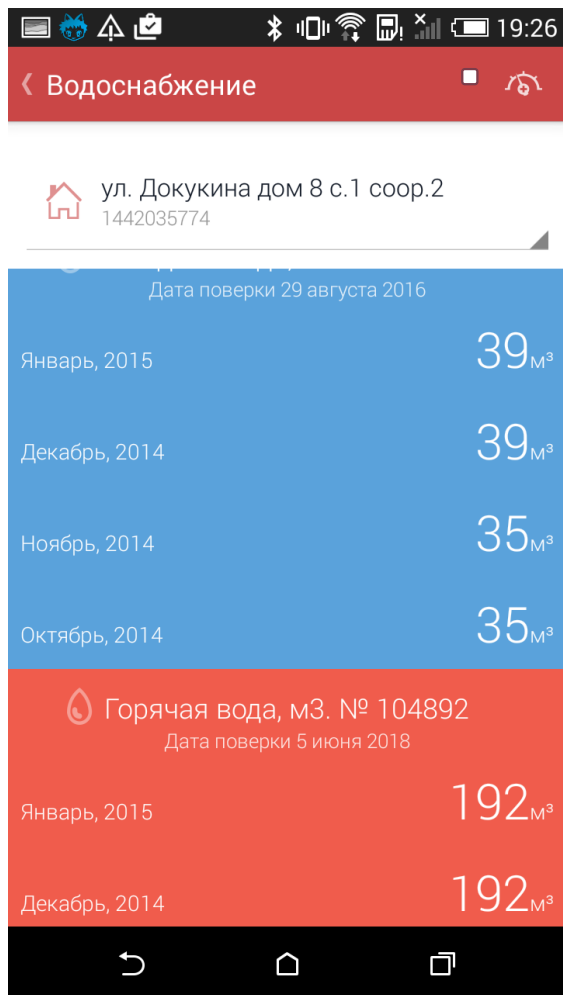 19:26
Водоснабжение
ул. Докукина дом 8 с.1 соор.2
1442035774
Дата поверки 29 августа 2016
Январь, 2015 39м³
Декабрь, 2014 39м³
Ноябрь, 2014 35м³
Октябрь, 2014 35м³
Горячая вода, м3. № 104892
Дата поверки 5 июня 2018
Январь, 2015 192м³
Декабрь, 2014 192м³